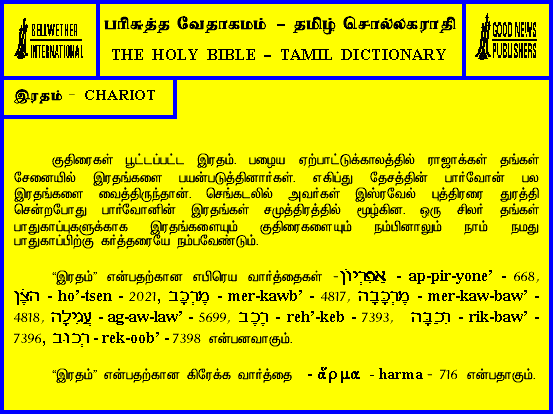 BELLWETHER
INTERNATIONAL
பரிசுத்த வேதாகமம் – தமிழ் சொல்லகராதி
THE HOLY BIBLE – TAMIL DICTIONARY
GOOD NEWS
PUBLISHERS
இரதம் - CHARIOT
குதிரைகள் பூட்டப்பட்ட இரதம். பழைய ஏற்பாட்டுக்காலத்தில் ராஜாக்கள் தங்கள்
சேனையில் இரதங்களை பயன்படுத்தினார்கள். எகிப்து தேசத்தின் பார்வோன் பல
இரதங்களை வைத்திருந்தான். செங்கடலில் அவர்கள் இஸ்ரவேல் புத்திரரை துரத்தி
சென்றபோது பார்வோனின் இரதங்கள் சமுத்திரத்தில் மூழ்கின. ஒரு சிலர் தங்கள்
பாதுகாப்புகளுக்காக இரதங்களையும் குதிரைகளையும் நம்பினாலும் நாம் நமது
பாதுகாப்பிற்கு கர்த்தரையே நம்பவேண்டும்.
“இரதம்” என்பதற்கான எபிரெய வார்த்தைகள் - אַפִּרְיוֹן - ap-pir-yone’ - 668,
הֹצֶן - ho’-tsen - 2021, מֶרְכָּב - mer-kawb’ - 4817, מֶרְכָּבָה - mer-kaw-baw’ -
4818, עֲגָלָה - ag-aw-law’ - 5699, רֶכֶב - reh’-keb - 7393, רִכְבָּה - rik-baw’ -
7396, רְכוּב - rek-oob’ - 7398 என்பனவாகும்.
“இரதம்” என்பதற்கான கிரேக்க வார்த்தை - ἅρμα - harma - 716 என்பதாகும்.